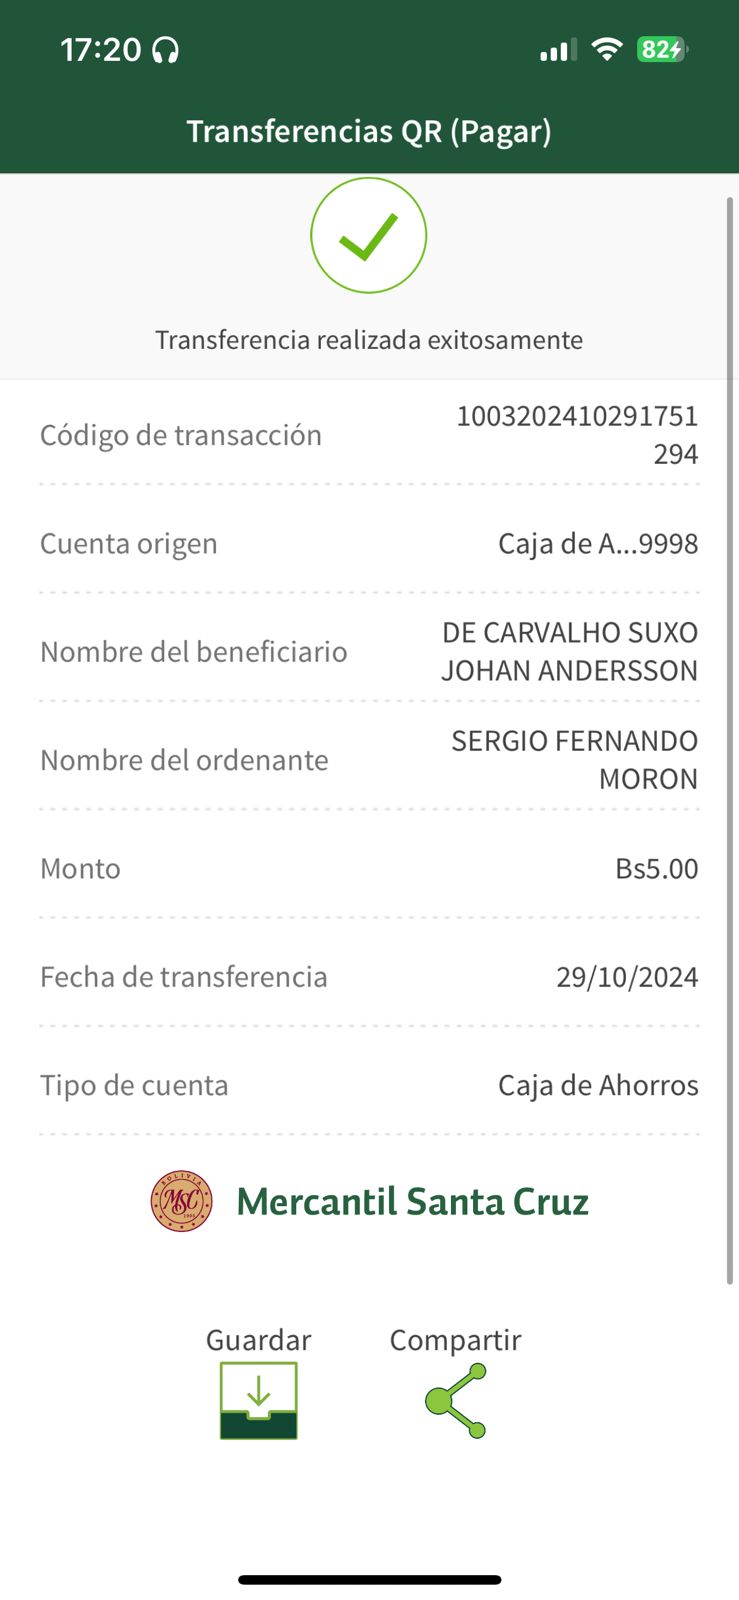 17:20
82
Transferencias QR (Pagar)
Transferencia realizada exitosamente
Código de transacción
1003202410291751
294
Cuenta origen
Caja de A...9998
Nombre del beneficiario
DE CARVALHO SUXO
JOHAN ANDERSSON
Nombre del ordenante
SERGIO FERNANDO
MORON
Monto
Bs5.00
Fecha de transferencia
29/10/2024
Tipo de cuenta
Caja de Ahorros
BOLIVIA
MSC
Mercantil Santa Cruz
Guardar
Compartir